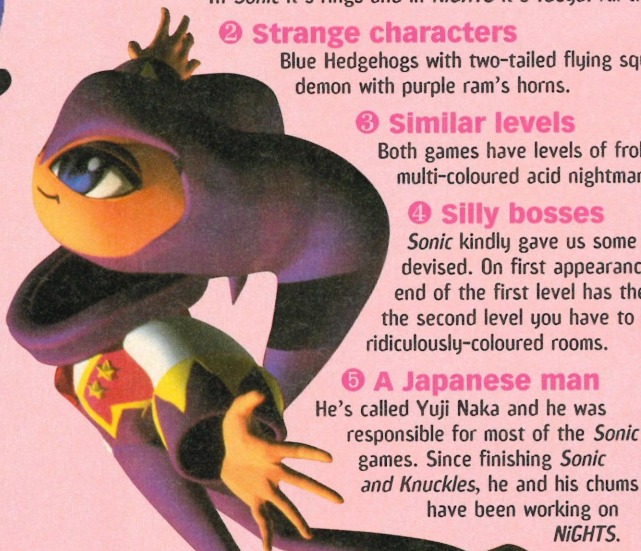 In Sonic it's rings and in NiGHTS it's
❷ Strange characters
Blue Hedgehogs with two-tailed flying
demon with purple ram's horns.
❸ Similar levels
Both games have levels of
multi-coloured acid
❹ Silly bosses
Sonic kindly gave us some
devised. On first
end of the first level has
the second level you have to
ridiculously-coloured rooms.
❺ A Japanese man
He's called Yuji Naka and he was
responsible for most of the Sonic
games. Since finishing Sonic
and Knuckles, he and his chums
have been working on
NiGHTS.